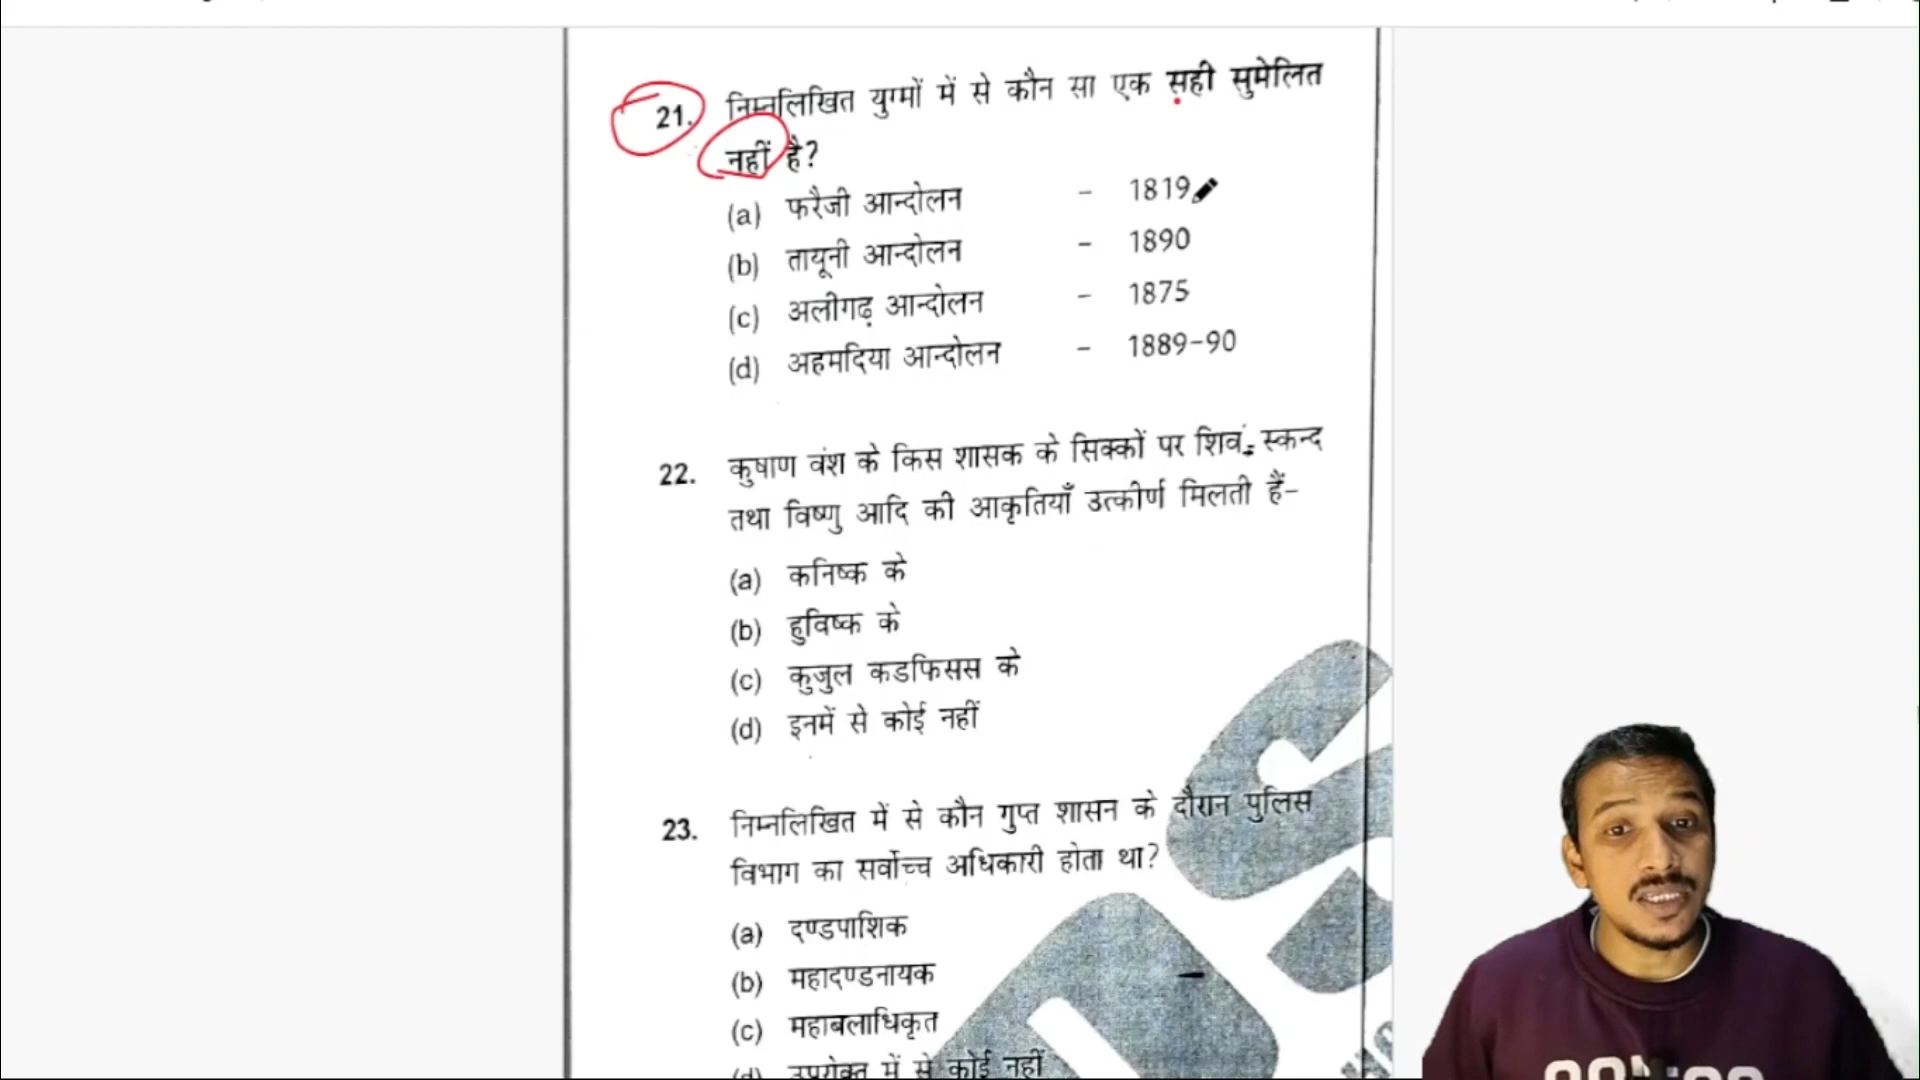 21. निम्नलिखित युग्मों में से कौन सा एक सही सुमेलित
नहीं है?
(a) फरैजी आन्दोलन - 1819
(b) तायूनी आन्दोलन - 1890
(c) अलीगढ़ आन्दोलन - 1875
(d) अहमदिया आन्दोलन - 1889-90
22. कुषाण वंश के किस शासक के सिक्कों पर शिव, स्कन्द
तथा विष्णु आदि की आकृतियाँ उत्कीर्ण मिलती हैं-
(a) कनिष्क के
(b) हुविष्क के
(c) कुजुल कडफिसस के
(d) इनमें से कोई नहीं
23. निम्नलिखित में से कौन गुप्त शासन के दौरान पुलिस
विभाग का सर्वोच्च अधिकारी होता था?
(a) दण्डपाशिक
(b) महादण्डनायक
(c) महाबलाधिकृत
(d) उपरोक्त में से कोई नहीं